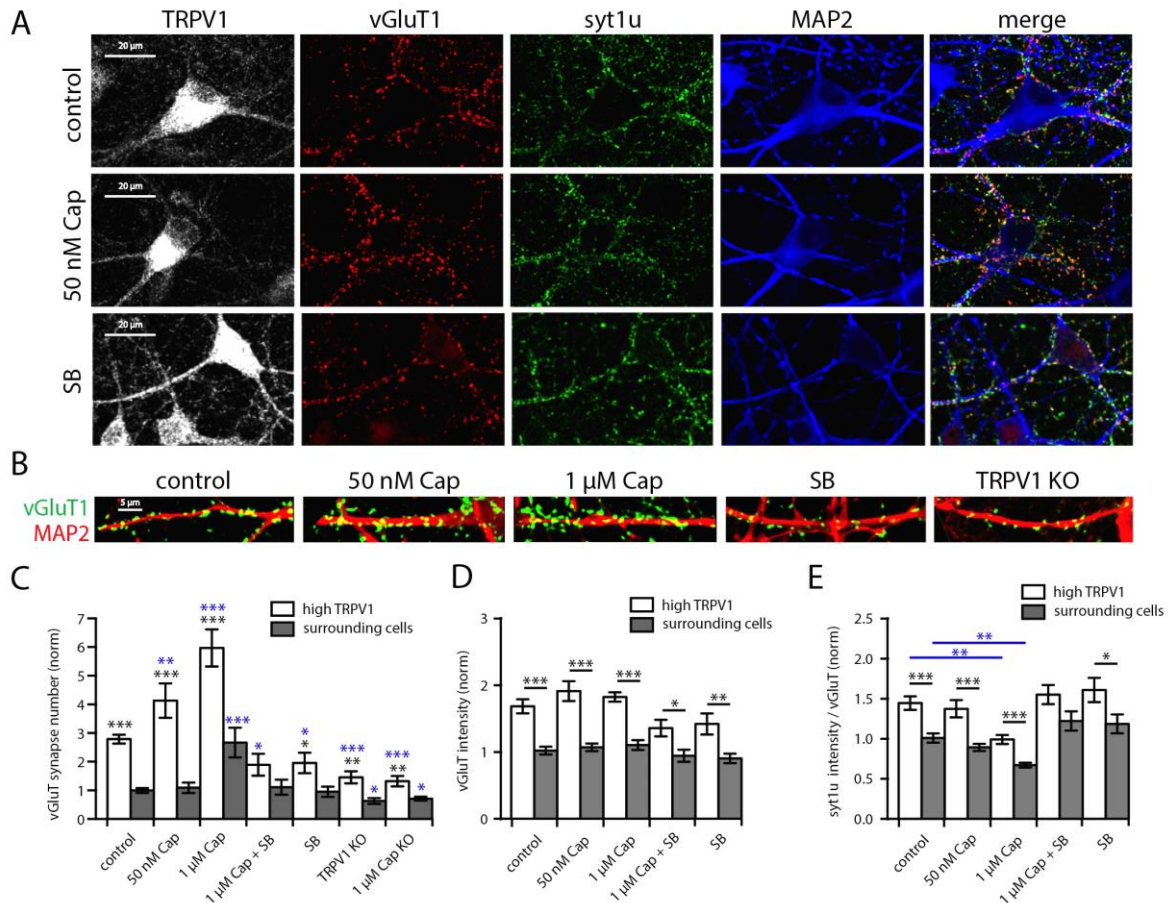 A
TRPV1 vGluT1 syt1u MAP2 merge
control
20 µm
50 nM Cap
20 µm
SB
20 µm
B
control 50 nM Cap 1 µM Cap SB TRPV1 KO
vGluT1
MAP2
5 µm
C
vGluT synapse number (norm)
high TRPV1
surrounding cells
7
6
5
4
3
2
1
0
***
** ***
*** ***
***
*
* *
*** **
*
*** **
*
control 50 nM Cap 1 µM Cap 1 µM Cap + SB SB TRPV1 KO 1 µM Cap KO
D
vGluT intensity (norm)
high TRPV1
surrounding cells
3
2
1
0
*** *** *** * **
control 50 nM Cap 1 µM Cap 1 µM Cap + SB SB
E
syt1u intensity / vGluT (norm)
high TRPV1
surrounding cells
2.5
2.0
1.5
1.0
0.5
0.0
**
**
*** *** *** *
control 50 nM Cap 1 µM Cap 1 µM Cap + SB SB